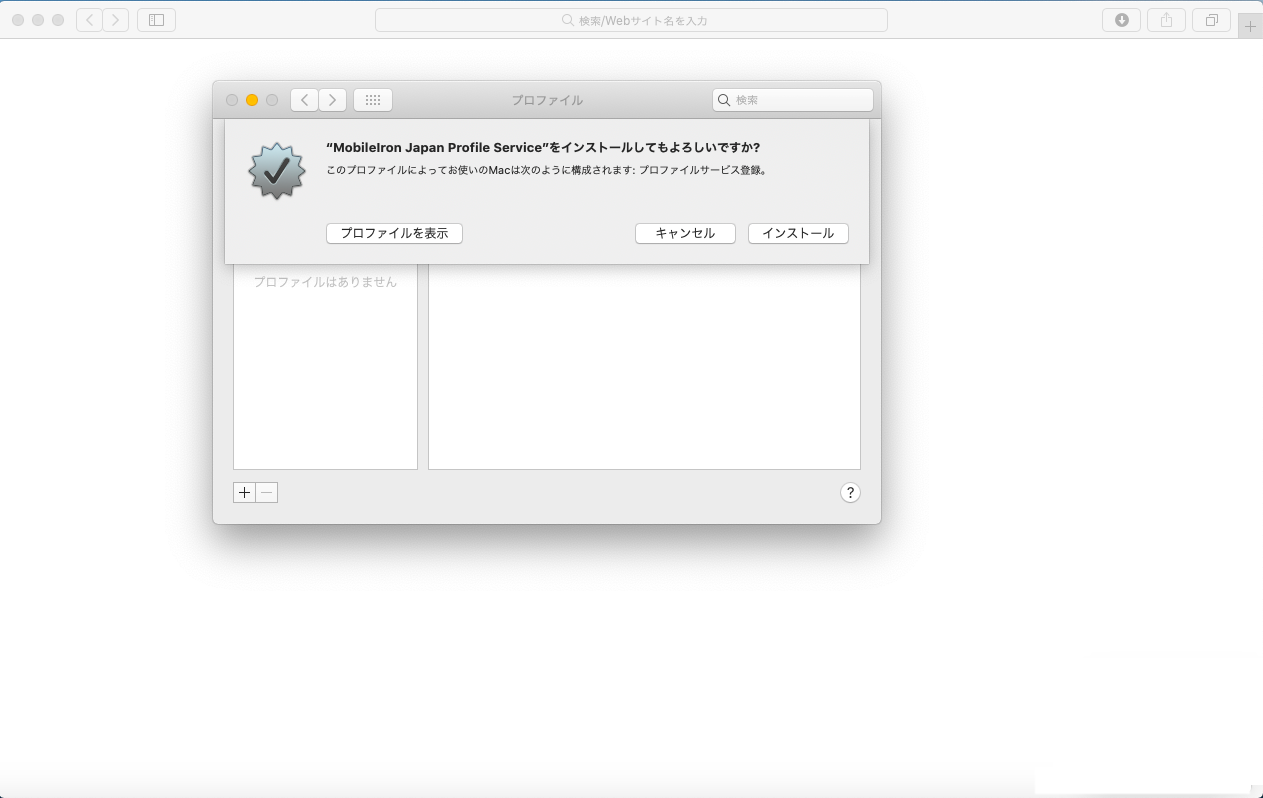 検索/Webサイト名を入力
プロファイル
検索
“MobileIron Japan Profile Service”をインストールしてもよろしいですか?
このプロファイルによってお使いのMacは次のように構成されます: プロファイルサービス登録。
プロファイルを表示
キャンセル
インストール
プロファイルはありません
?